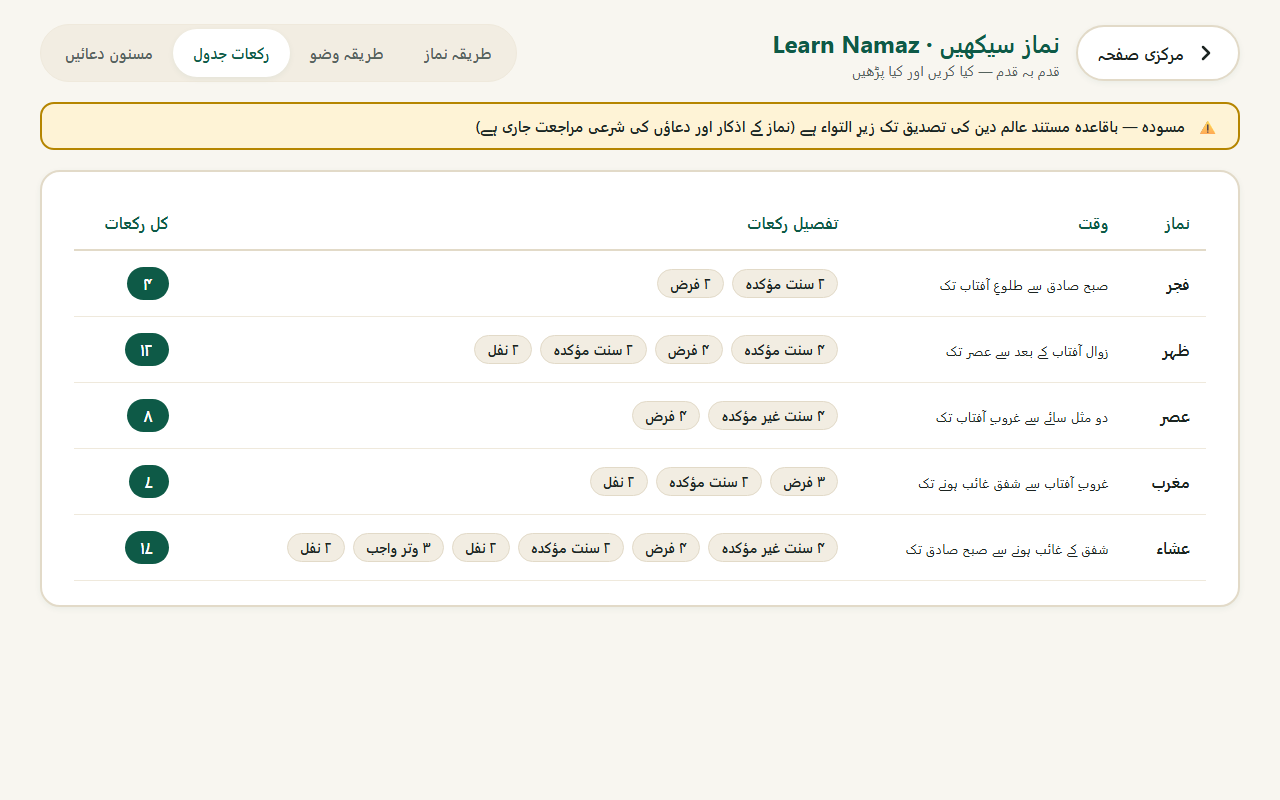 مرکزی صفحہ
نماز سیکھیں · Learn Namaz
قدم بہ قدم — کیا کریں اور کیا پڑھیں
طریقہ نماز
طریقہ وضو
رکعات جدول
مسنون دعائیں
⚠️ مسودہ — باقاعدہ مستند عالم دین کی تصدیق تک زیرِ التواء ہے (نماز کے اذکار اور دعاؤں کی شرعی مراجعت جاری ہے)
نماز وقت تفصیل رکعات کل رکعات
فجر صبح صادق سے طلوعِ آفتاب تک ۲ سنت مؤکدہ ۲ فرض ۴
ظہر زوال آفتاب کے بعد سے عصر تک ۴ سنت مؤکدہ ۴ فرض ۲ سنت مؤکدہ ۲ نفل ۱۲
عصر دو مثل سائے سے غروبِ آفتاب تک ۴ سنت غیر مؤکدہ ۴ فرض ۸
مغرب غروبِ آفتاب سے شفق غائب ہونے تک ۳ فرض ۲ سنت مؤکدہ ۲ نفل ۷
عشاء شفق کے غائب ہونے سے صبح صادق تک ۴ سنت غیر مؤکدہ ۴ فرض ۲ سنت مؤکدہ ۲ نفل ۳ وتر واجب ۲ نفل ۱۷